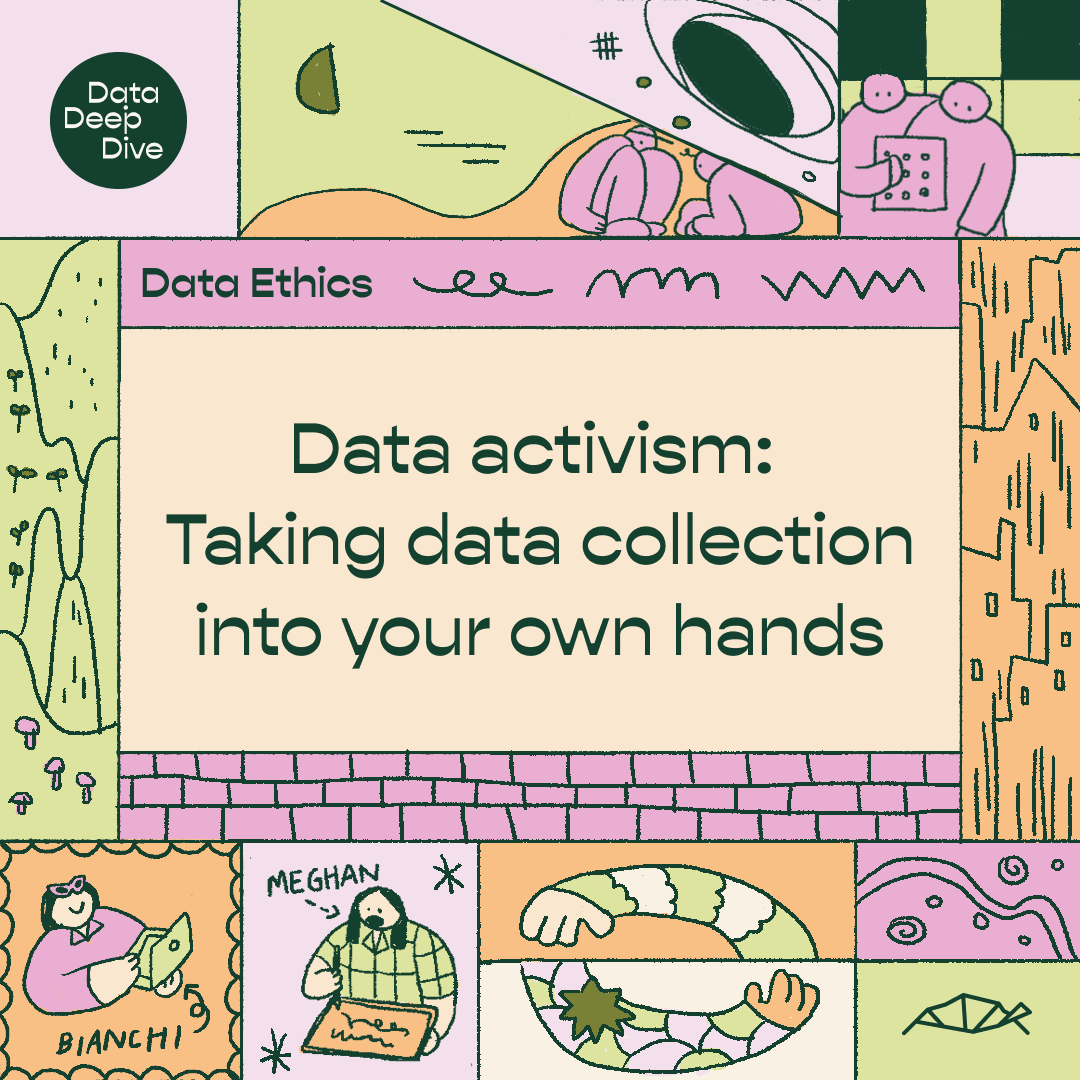 Data
Deep
Dive
Data Ethics
Data activism:
Taking data collection
into your own hands
MEGHAN
BIANCHI